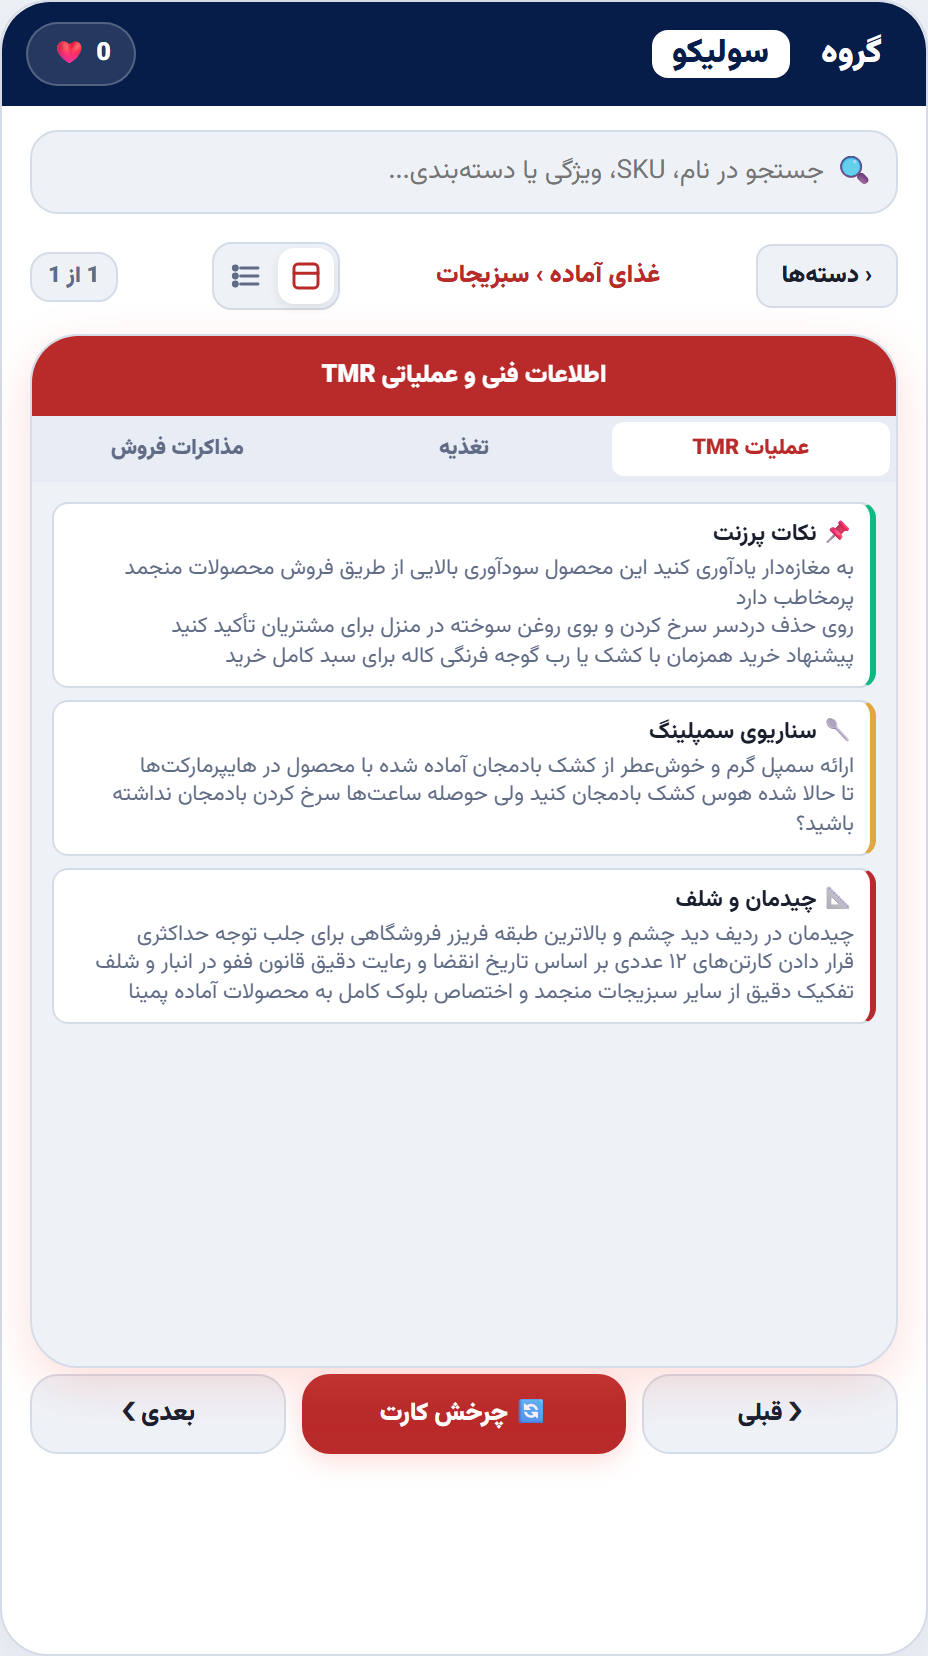 گروه سولیکو
0
جستجو در نام، SKU، ویژگی یا دسته‌بندی...
‹ دسته‌ها
غذای آماده › سبزیجات
1 از 1
اطلاعات فنی و عملیاتی TMR
عملیات TMR
تغذیه
مذاکرات فروش
نکات پرزنت
به مغازه‌دار یادآوری کنید این محصول سودآوری بالایی از طریق فروش محصولات منجمد
پرمخاطب دارد
روی حذف دردسر سرخ کردن و بوی روغن سوخته در منزل برای مشتریان تأکید کنید
پیشنهاد خرید همزمان با کشک یا رب گوجه فرنگی کاله برای سبد کامل خرید
سناریوی سمپلینگ
ارائه سمپل گرم و خوش‌عطر از کشک بادمجان آماده شده با محصول در هایپرمارکت‌ها
تا حالا شده هوس کشک بادمجان کنید ولی حوصله ساعت‌ها سرخ کردن بادمجان نداشته
باشید؟
چیدمان و شلف
چیدمان در ردیف دید چشم و بالاترین طبقه فریزر فروشگاهی برای جلب توجه حداکثری
قرار دادن کارتن‌های ۱۲ عددی بر اساس تاریخ انقضا و رعایت دقیق قانون ففو در انبار و شلف
تفکیک دقیق از سایر سبزیجات منجمد و اختصاص بلوک کامل به محصولات آماده پمینا
❮ قبلی
چرخش کارت
بعدی ❯